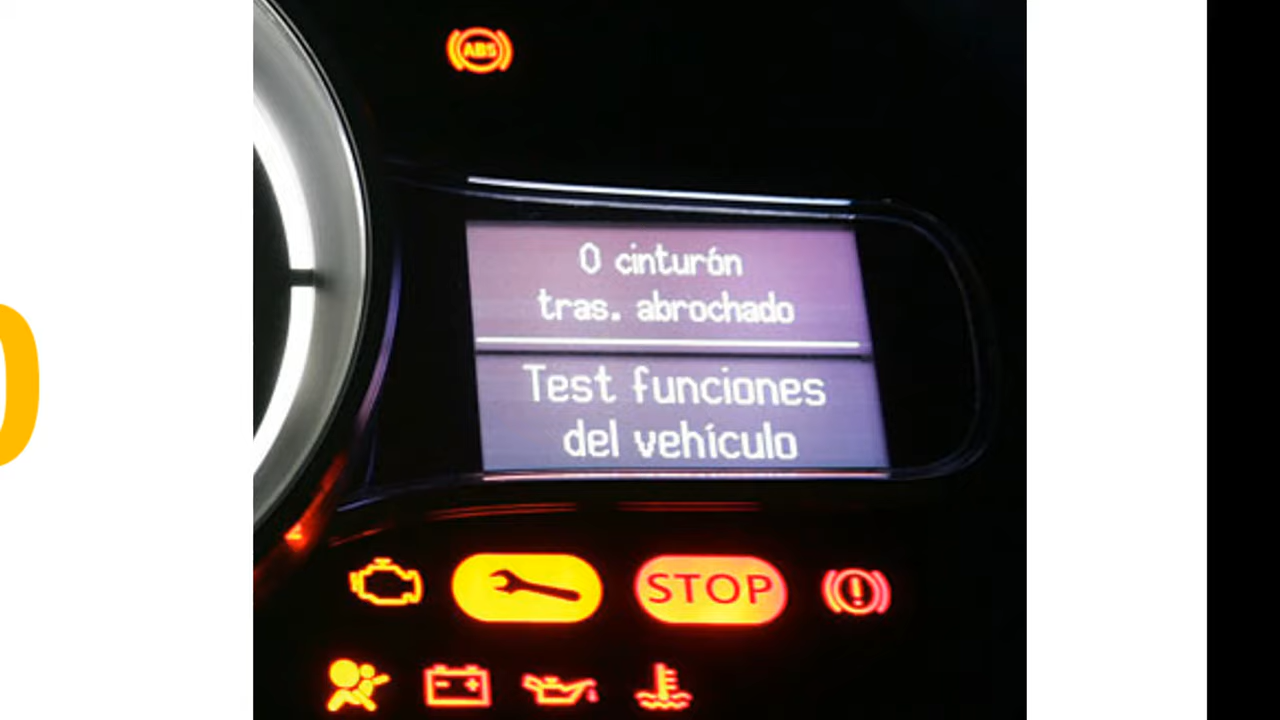 ABS
0 cinturón
tras. abrochado
Test funciones
del vehículo
STOP